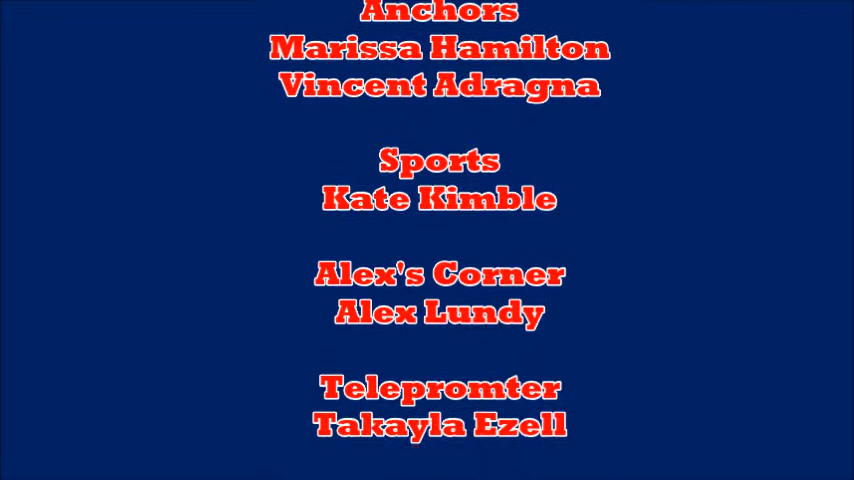 Anchors
Marissa Hamilton
Vincent Adragna
Sports
Kate Kimble
Alex's Corner
Alex Lundy
Telepromter
Takayla Ezell